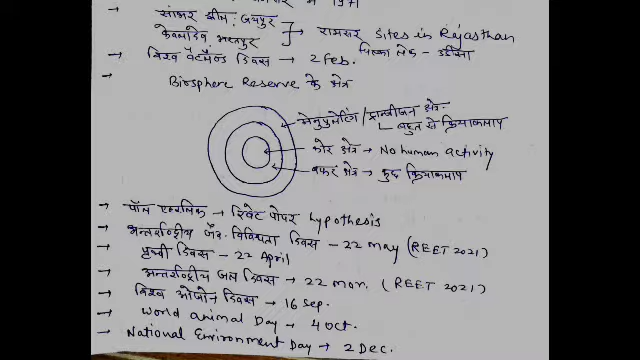 में 1971
→ सांभर झील : जयपुर
केवलादेव भरतपुर → रामसर Sites in Rajasthan
चिल्का लेक - उडीसा
→ विश्व वैटलैण्ड दिवस → 2 Feb.
→ Biosphere Reserve के क्षेत्र
मेनुपुलेटिंग / ट्रान्जीजन क्षेत्र
बहुत से क्रियाकलाप
कोर क्षेत्र → No human activity
बफर क्षेत्र → कुछ क्रियाकलाप
→ पॉल एहरलिक → रिवेट पोपर hypothesis
→ अन्तर्राष्ट्रीय जैव विविधता दिवस - 22 may (REET 2021)
→ पृथ्वी दिवस - 22 April
→ अन्तर्राष्ट्रीय जल दिवस → 22 mar. (REET 2021)
→ विश्व ओजोन दिवस → 16 sep.
→ World animal Day → 4 Oct.
→ National Environment Day → 2 Dec.